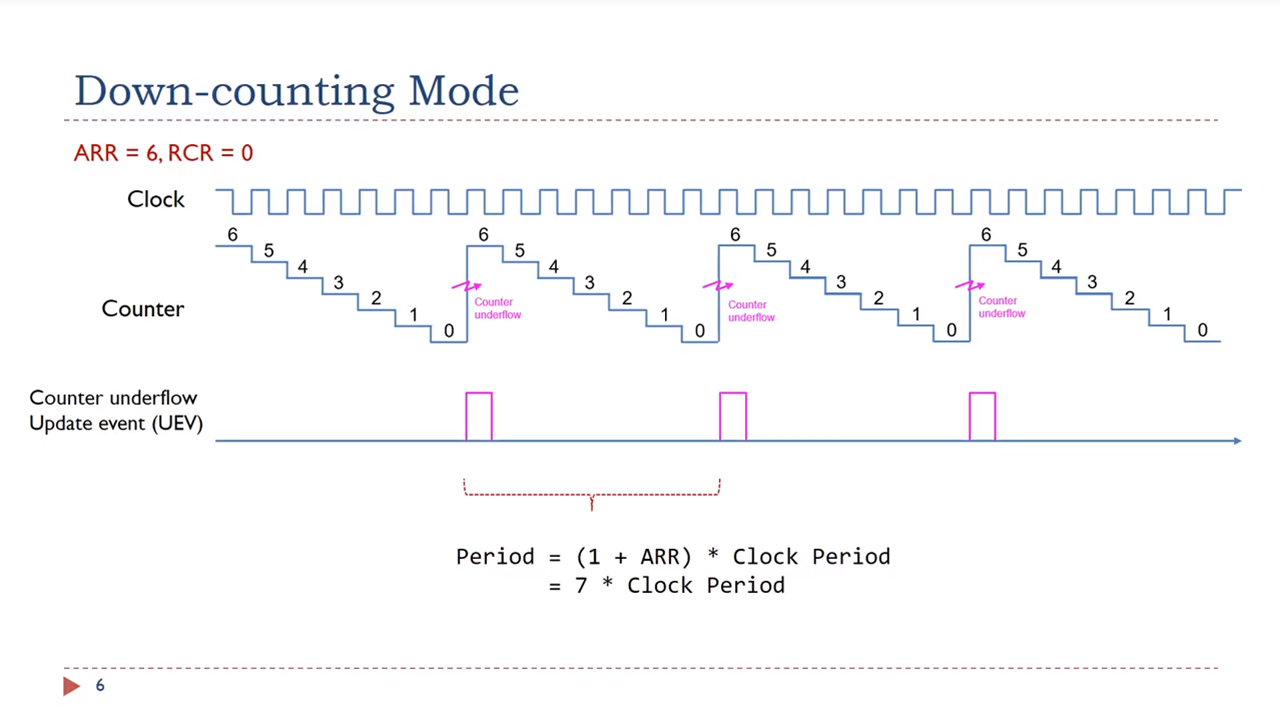 Down-counting Mode
ARR = 6, RCR = 0
Clock
6 5 4 3 2 1 0 6 5 4 3 2 1 0 6 5 4 3 2 1 0 6 5 4 3 2 1 0
Counter
Counter
underflow
Counter
underflow
Counter
underflow
Counter underflow
Update event (UEV)
Period = (1 + ARR) * Clock Period
= 7 * Clock Period
6